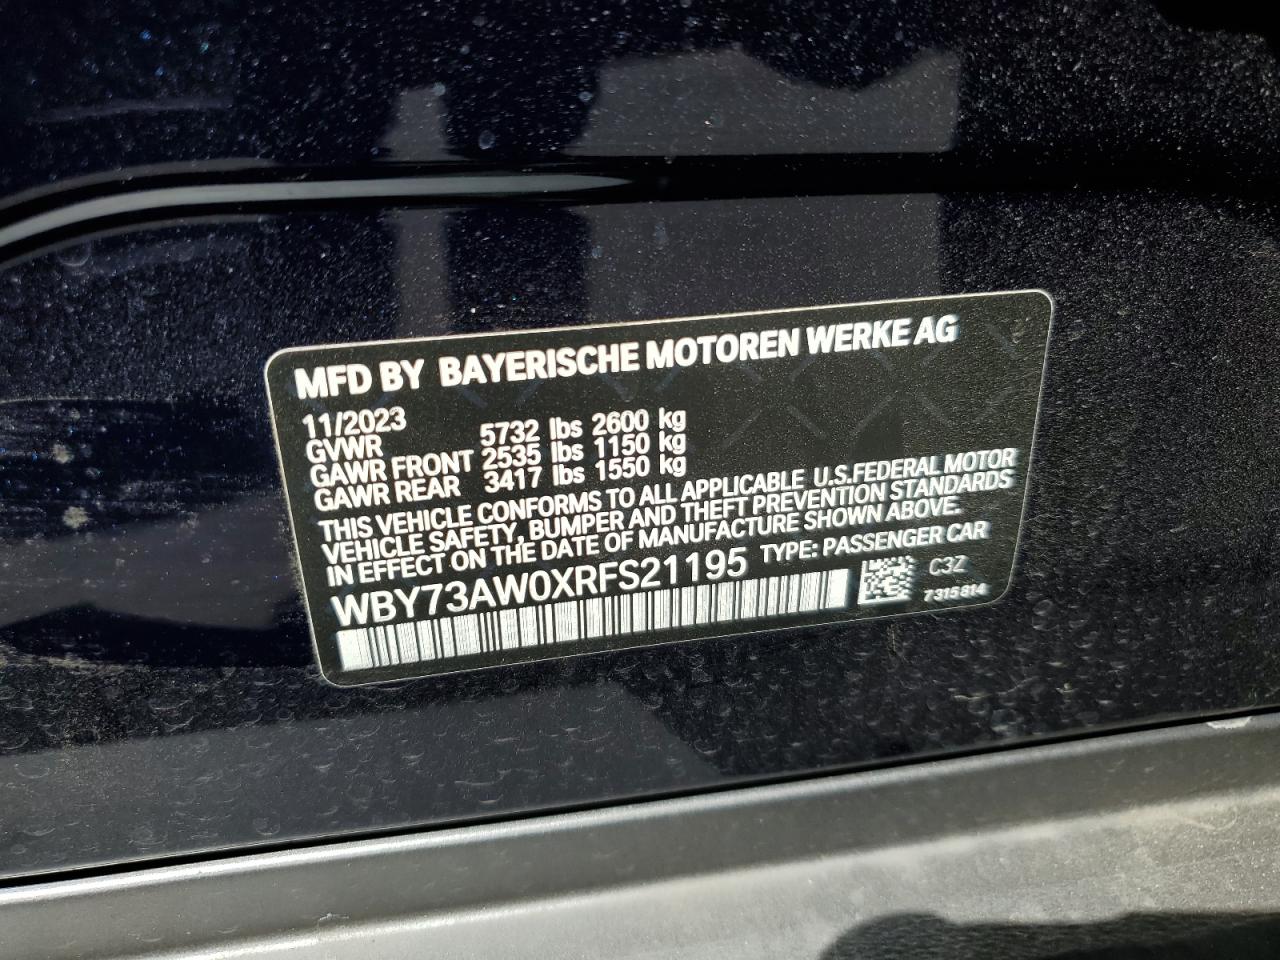 MFD BY BAYERISCHE MOTOREN WERKE AG
11/2023
GVWR 5732 lbs 2600 kg
GAWR FRONT 2535 lbs 1150 kg
GAWR REAR 3417 lbs 1550 kg
THIS VEHICLE CONFORMS TO ALL APPLICABLE U.S.FEDERAL MOTOR
VEHICLE SAFETY, BUMPER AND THEFT PREVENTION STANDARDS
IN EFFECT ON THE DATE OF MANUFACTURE SHOWN ABOVE.
WBY73AW0XRFS21195 TYPE: PASSENGER CAR
C3Z
7315814